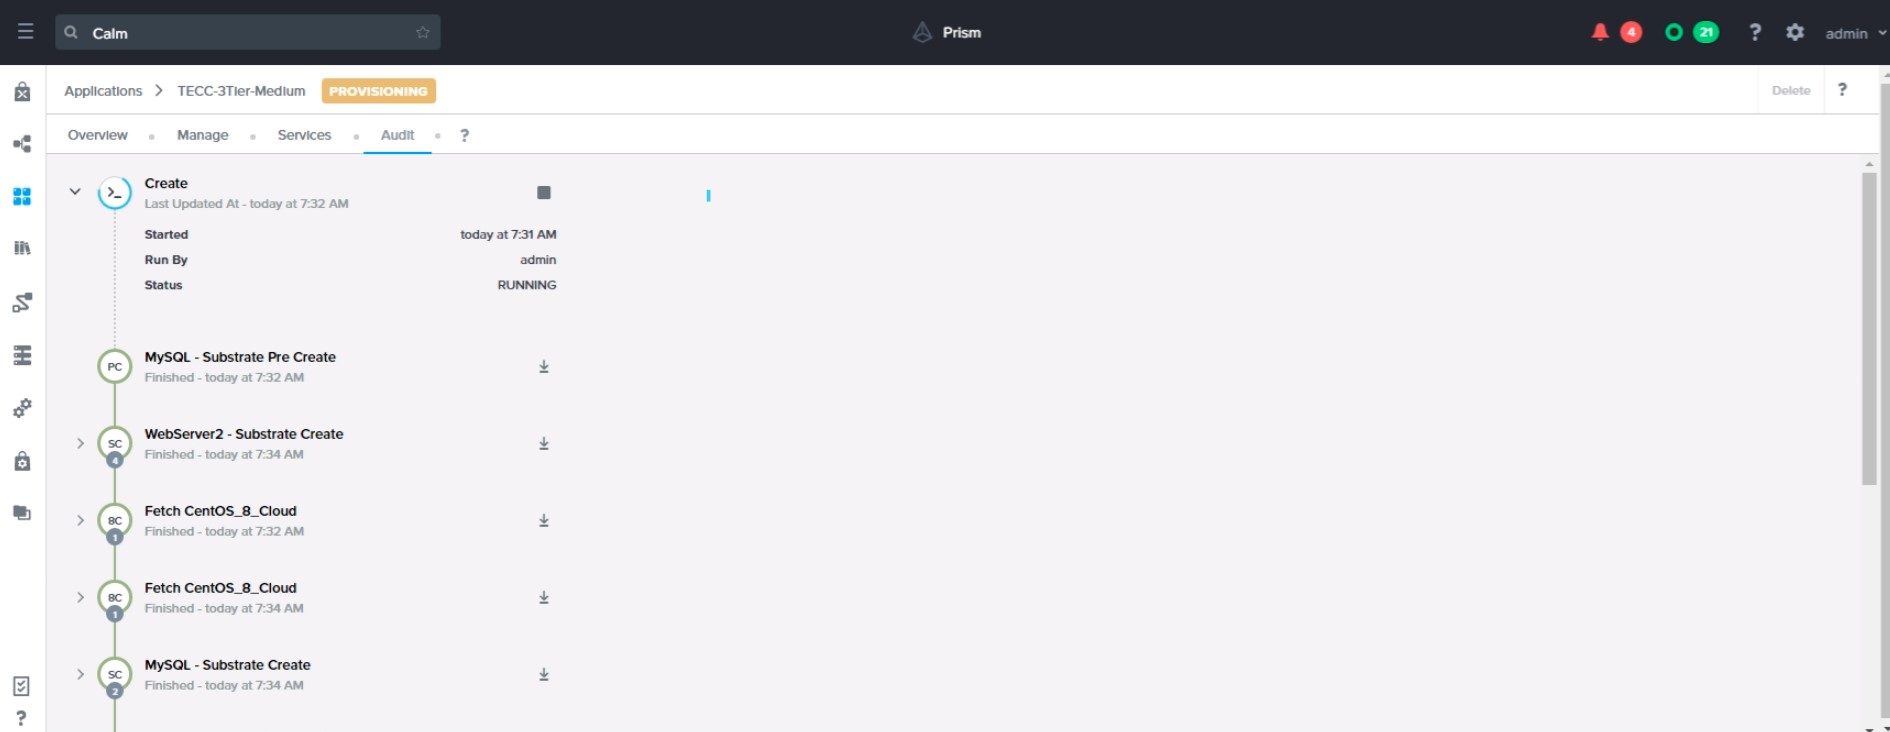 Calm
Prism
4
21
?
admin
Applications > TECC-3Tier-Medium PROVISIONING
Delete
?
Overview
Manage
Services
Audit
?
Create
Last Updated At - today at 7:32 AM
Started today at 7:31 AM
Run By admin
Status RUNNING
PC
MySQL - Substrate Pre Create
Finished - today at 7:32 AM
SC
4
WebServer2 - Substrate Create
Finished - today at 7:34 AM
8C
1
Fetch CentOS_8_Cloud
Finished - today at 7:32 AM
8C
1
Fetch CentOS_8_Cloud
Finished - today at 7:34 AM
SC
2
MySQL - Substrate Create
Finished - today at 7:34 AM
?